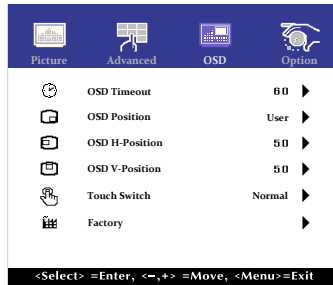 Picture Advanced OSD Option
OSD Timeout 60
OSD Position User
OSD H-Position 50
OSD V-Position 50
Touch Switch Normal
Factory
<Select> =Enter, <-,+> =Move, <Menu>=Exit